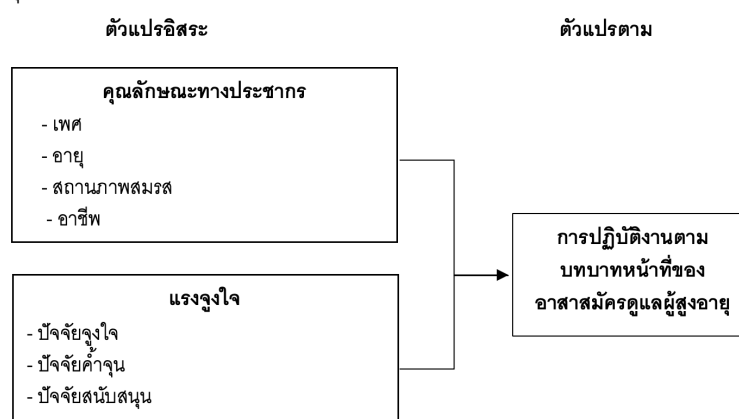 ตัวแปรอิสระ ตัวแปรตาม
คุณลักษณะทางประชากร
- เพศ
- อายุ
- สถานภาพสมรส
- อาชีพ
การปฏิบัติงานตาม
บทบาทหน้าที่ของ
อาสาสมัครดูแลผู้สูงอายุ
แรงจูงใจ
- ปัจจัยจูงใจ
- ปัจจัยค้ำจุน
- ปัจจัยสนับสนุน